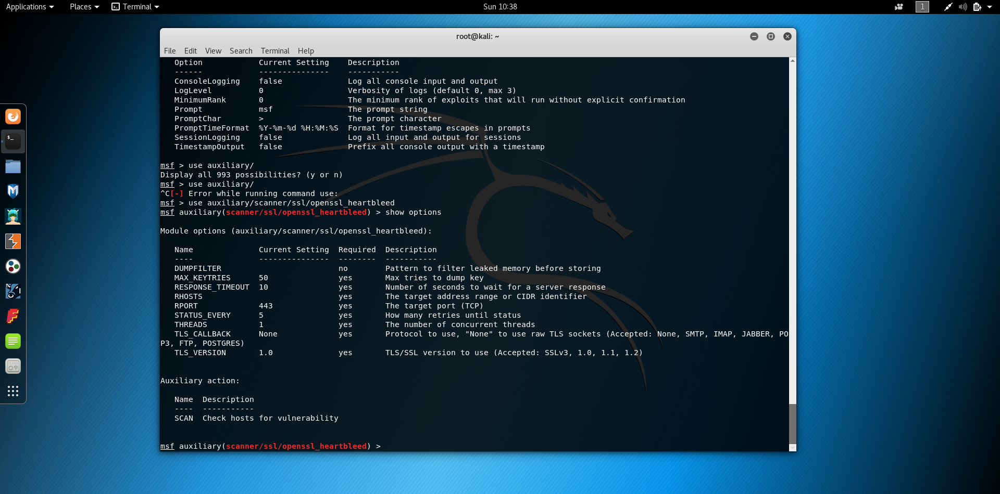 Applications Places Terminal Sun 10:38 1
root@kali: ~
File Edit View Search Terminal Help
Option Current Setting Description
------ --------------- -----------
ConsoleLogging false Log all console input and output
LogLevel 0 Verbosity of logs (default 0, max 3)
MinimumRank 0 The minimum rank of exploits that will run without explicit confirmation
Prompt msf The prompt string
PromptChar > The prompt character
PromptTimeFormat %Y-%m-%d %H:%M:%S Format for timestamp escapes in prompts
SessionLogging false Log all input and output for sessions
TimestampOutput false Prefix all console output with a timestamp
msf > use auxiliary/
Display all 993 possibilities? (y or n)
msf > use auxiliary/
^C[-] Error while running command use:
msf > use auxiliary/scanner/ssl/openssl_heartbleed
msf auxiliary(scanner/ssl/openssl_heartbleed) > show options
Module options (auxiliary/scanner/ssl/openssl_heartbleed):
Name Current Setting Required Description
---- --------------- -------- -----------
DUMPFILTER no Pattern to filter leaked memory before storing
MAX_KEYTRIES 50 yes Max tries to dump key
RESPONSE_TIMEOUT 10 yes Number of seconds to wait for a server response
RHOSTS yes The target address range or CIDR identifier
RPORT 443 yes The target port (TCP)
STATUS_EVERY 5 yes How many retries until status
THREADS 1 yes The number of concurrent threads
TLS_CALLBACK None yes Protocol to use, "None" to use raw TLS sockets (Accepted: None, SMTP, IMAP, JABBER, PO
P3, FTP, POSTGRES)
TLS_VERSION 1.0 yes TLS/SSL version to use (Accepted: SSLv3, 1.0, 1.1, 1.2)
Auxiliary action:
Name Description
---- -----------
SCAN Check hosts for vulnerability
msf auxiliary(scanner/ssl/openssl_heartbleed) >